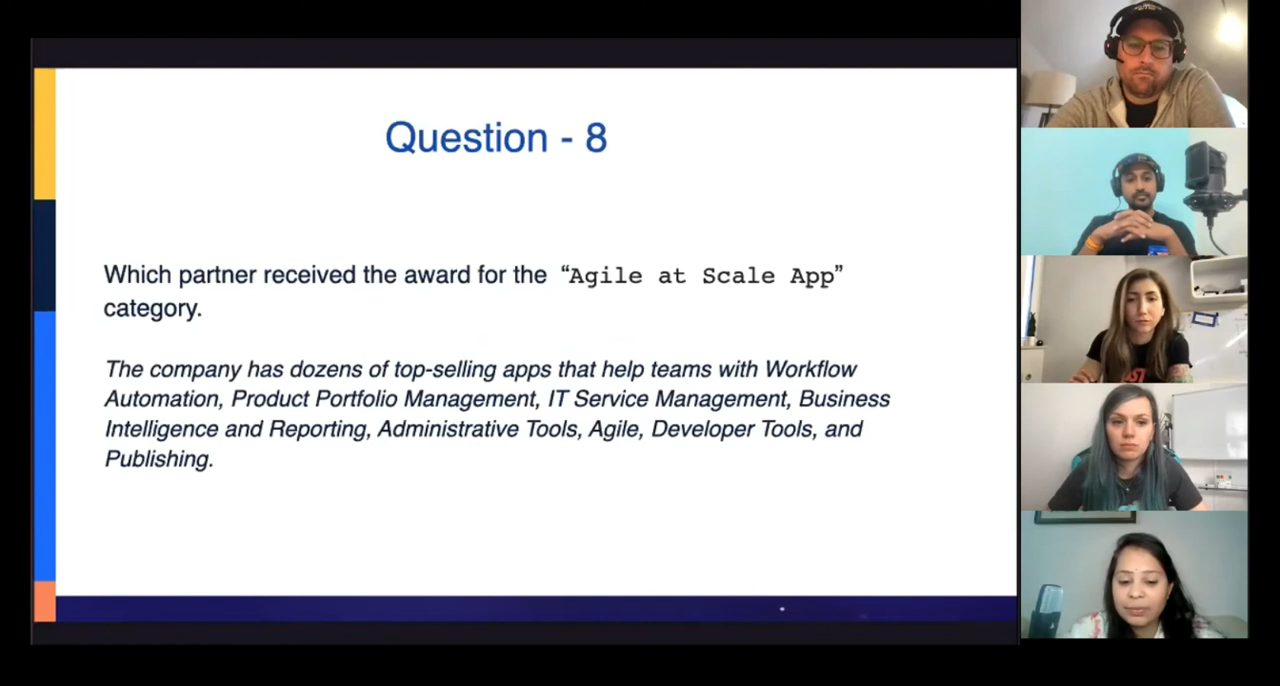 Question - 8
Which partner received the award for the “Agile at Scale App”
category.
The company has dozens of top-selling apps that help teams with Workflow
Automation, Product Portfolio Management, IT Service Management, Business
Intelligence and Reporting, Administrative Tools, Agile, Developer Tools, and
Publishing.